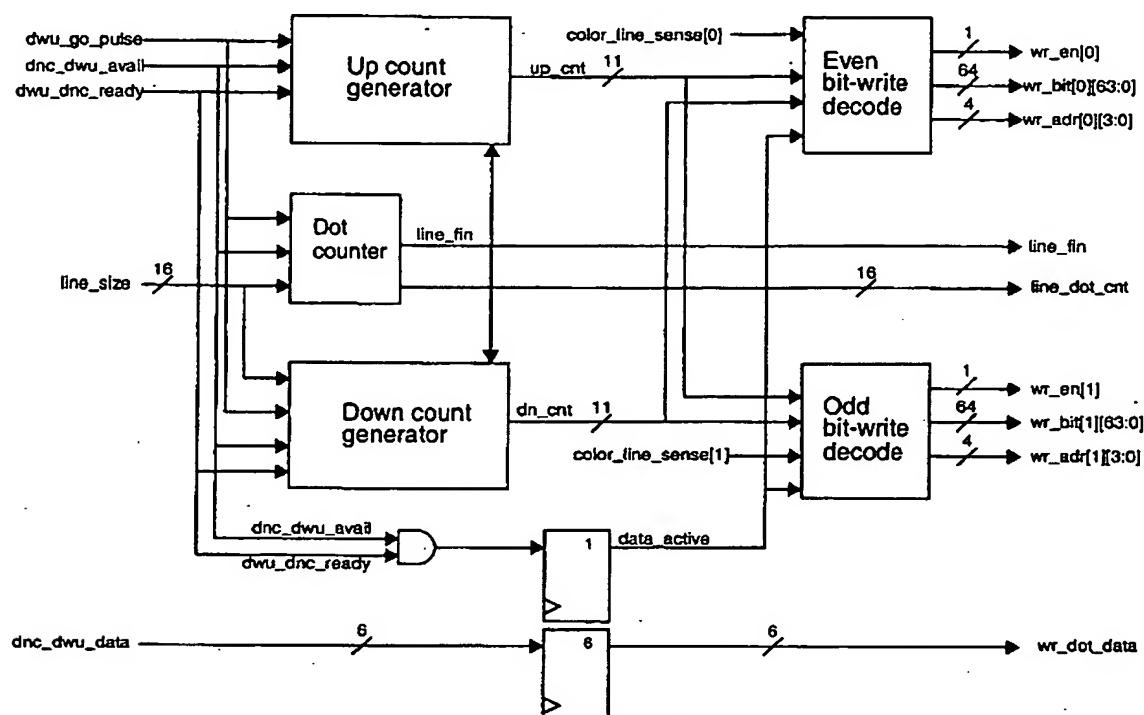 dwu_go_pulse
dnc_dwu_avail
dwu_dnc_ready
Up count
generator
up_cnt
11
color_line_sense[0]
Even
bit-write
decode
1
wr_en[0]
64
wr_bit[0][63:0]
4
wr_adr[0][3:0]
Dot
counter
line_fin
line_fin
line_size
16
16
line_dot_cnt
Down count
generator
dn_cnt
11
color_line_sense[1]
Odd
bit-write
decode
1
wr_en[1]
64
wr_bit[1][63:0]
4
wr_adr[1][3:0]
dnc_dwu_avail
dwu_dnc_ready
1
data_active
dnc_dwu_data
6
6
6
wr_dot_data